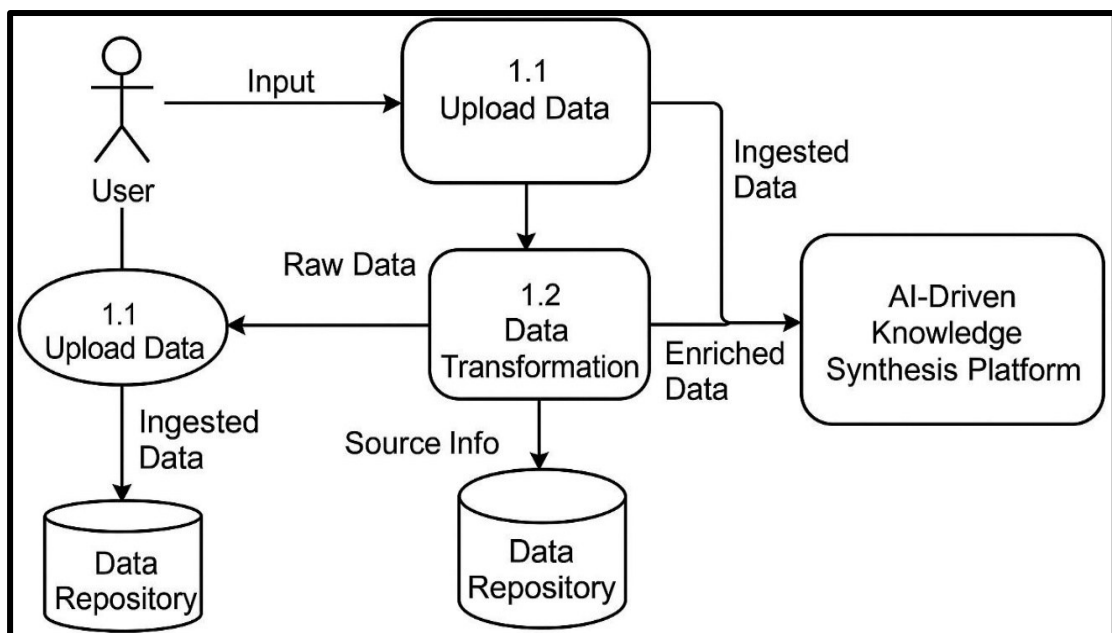 Input
1.1
Upload Data
User
Ingested
Data
Raw Data
1.1
Upload Data
1.2
Data
Transformation
Enriched
Data
AI-Driven
Knowledge
Synthesis Platform
Ingested
Data
Source Info
Data
Repository
Data
Repository